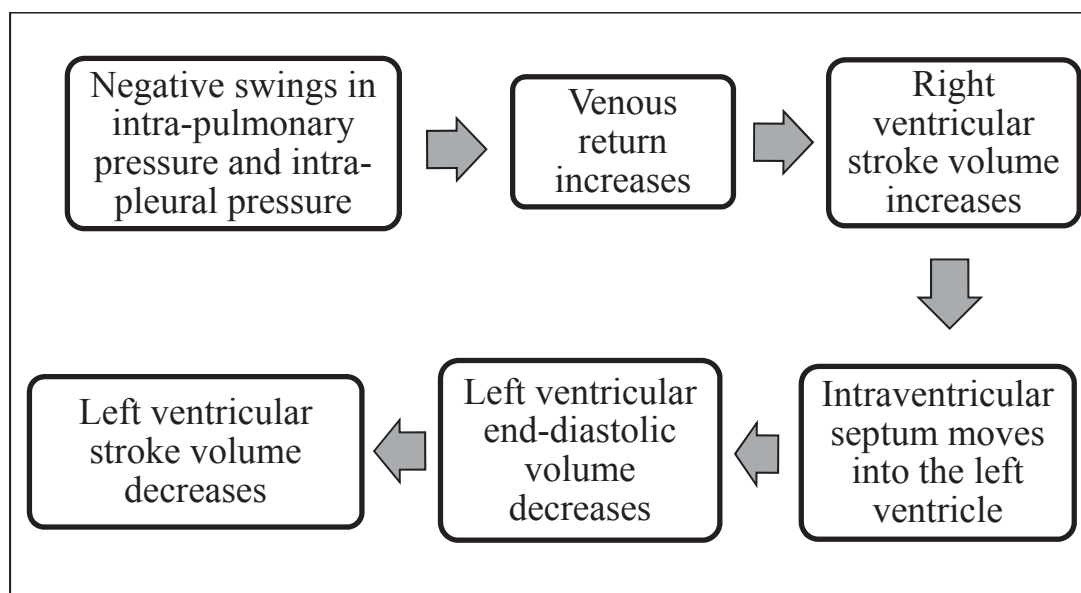 Negative swings in
intra-pulmonary
pressure and intra-
pleural pressure
Venous
return
increases
Right
ventricular
stroke volume
increases
Intraventricular
septum moves
into the left
ventricle
Left ventricular
end-diastolic
volume
decreases
Left ventricular
stroke volume
decreases